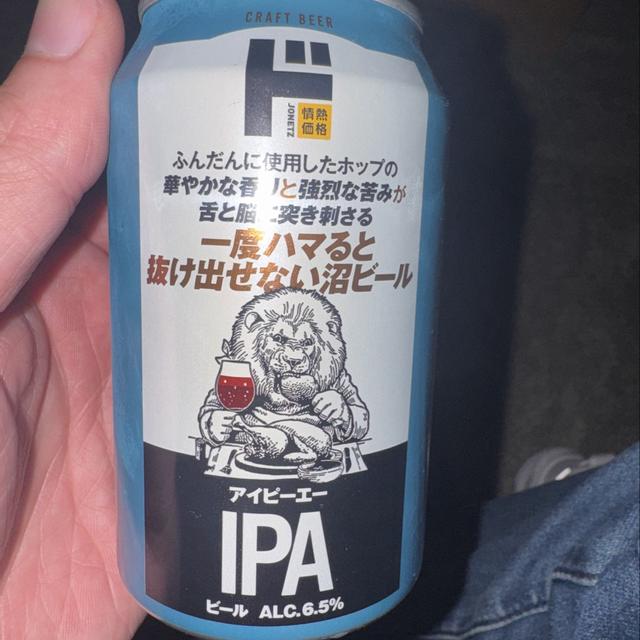 CRAFT BEER
ド
JONETZ
情熱
価格
ふんだんに使用したホップの
華やかな香りと強烈な苦みが
舌と脳に突き刺さる
一度ハマると
抜け出せない沼ビール
アイピーエー
IPA
ビール ALC.6.5%